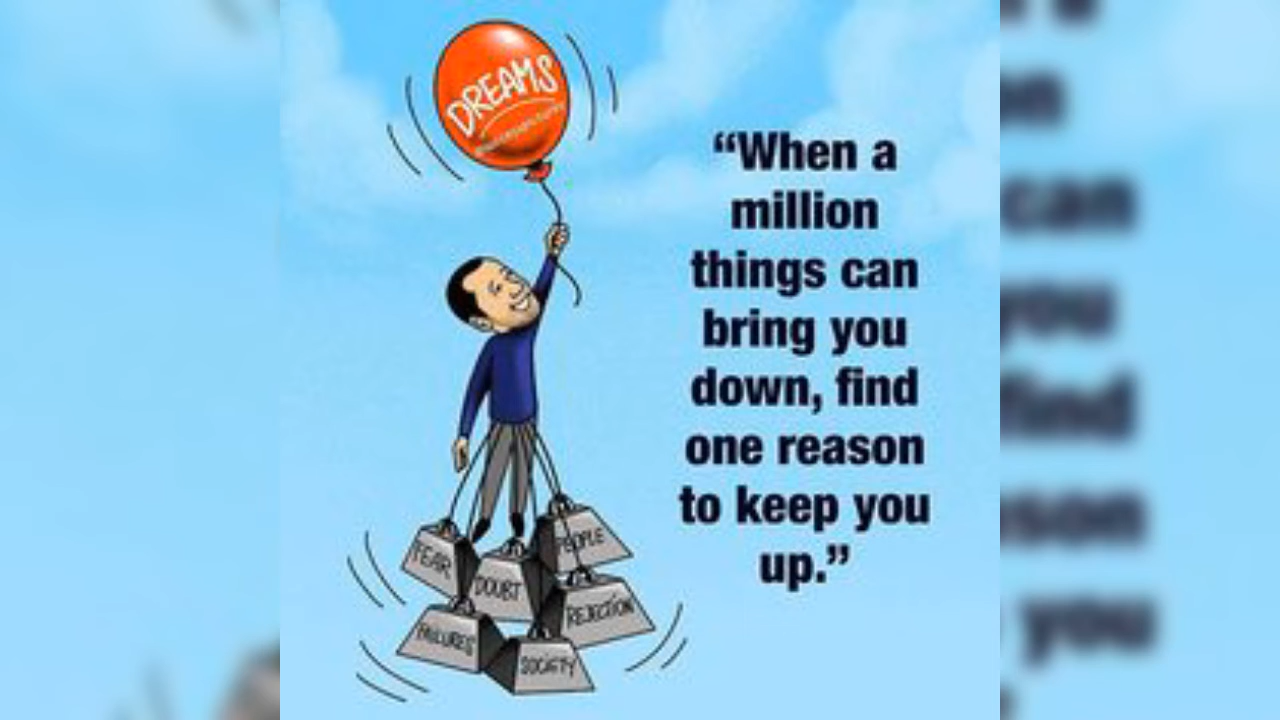 DREAMS
“When a
million
things can
bring you
down, find
one reason
to keep you
up.”
FEAR
DOUBT
PEOPLE
FAILURES
REJECTION
SOCIETY